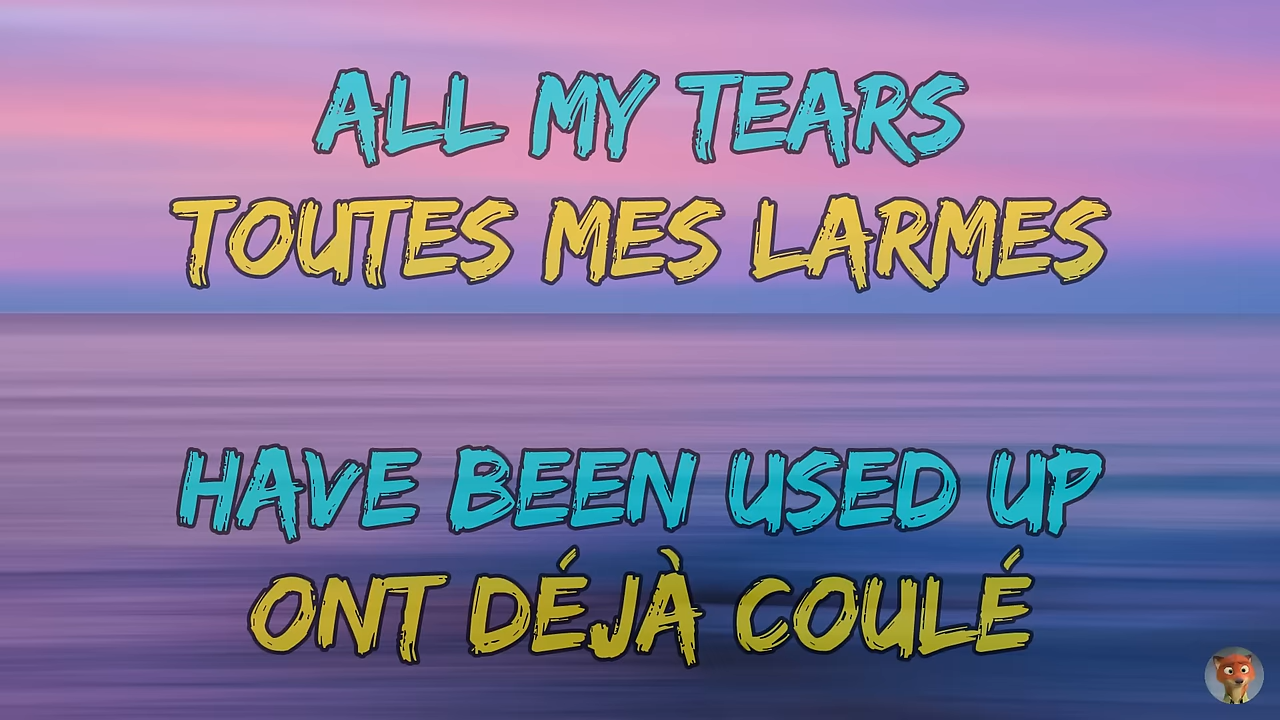 ALL MY TEARS
TOUTES MES LARMES
HAVE BEEN USED UP
ONT DÉJÀ COULÉ